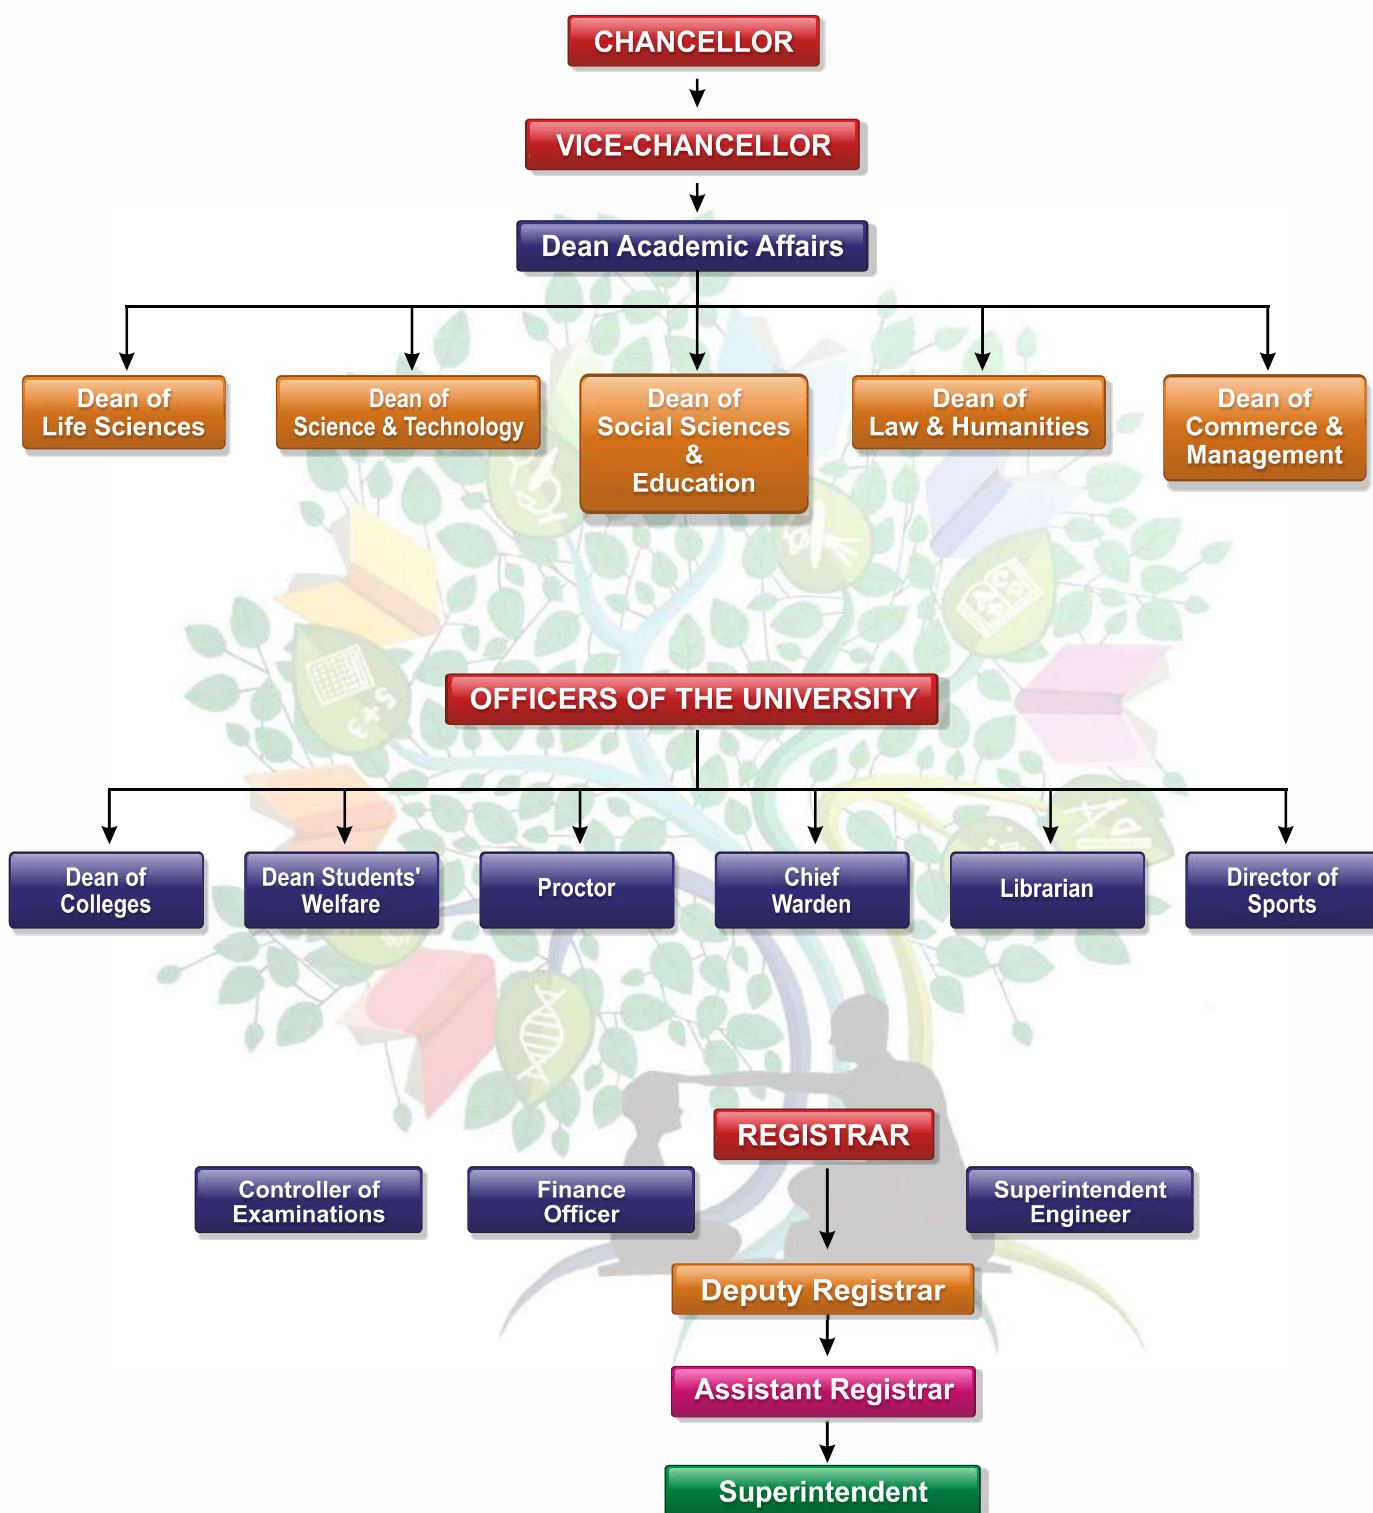 CHANCELLOR
VICE-CHANCELLOR
Dean Academic Affairs
Dean of
Life Sciences
Dean of
Science & Technology
Dean of
Social Sciences
&
Education
Dean of
Law & Humanities
Dean of
Commerce &
Management
5+3
OFFICERS OF THE UNIVERSITY
Dean of
Colleges
Dean Students'
Welfare
Proctor
Chief
Warden
Librarian
Director of
Sports
REGISTRAR
Controller of
Examinations
Finance
Officer
Superintendent
Engineer
Deputy Registrar
Assistant Registrar
Superintendent